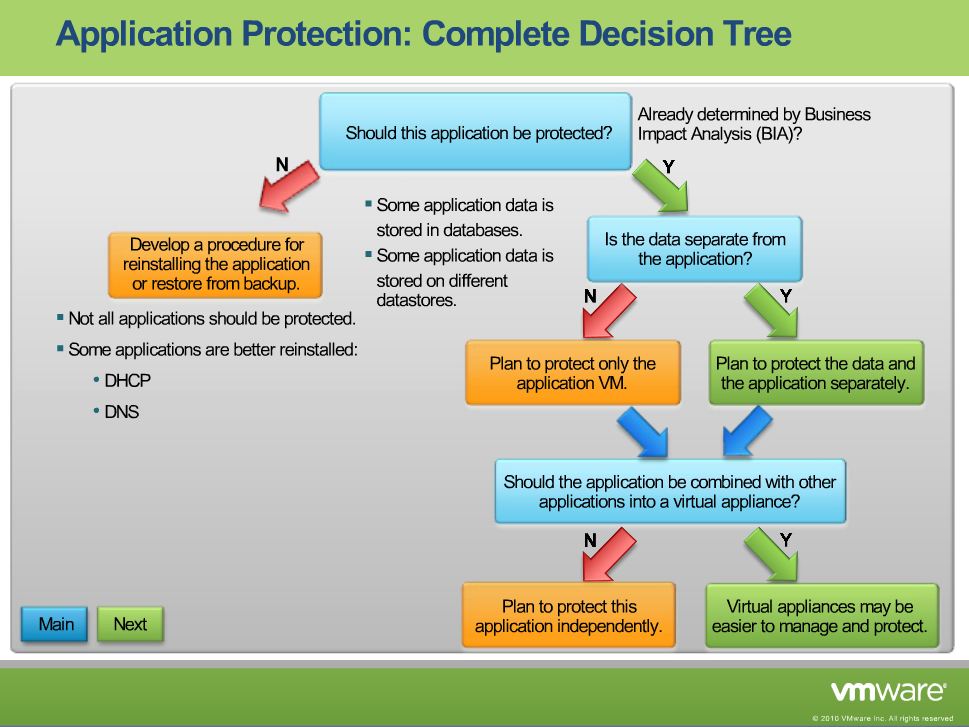 Application Protection: Complete Decision Tree
Should this application be protected?
Already determined by Business
Impact Analysis (BIA)?
N
Y
▪ Some application data is
stored in databases.
▪ Some application data is
stored on different
datastores.
Develop a procedure for
reinstalling the application
or restore from backup.
Is the data separate from
the application?
▪ Not all applications should be protected.
▪ Some applications are better reinstalled:
• DHCP
• DNS
N
Y
Plan to protect only the
application VM.
Plan to protect the data and
the application separately.
Should the application be combined with other
applications into a virtual appliance?
N
Y
Plan to protect this
application independently.
Virtual appliances may be
easier to manage and protect.
Main
Next
vmware®
© 2010 VMware Inc. All rights reserved